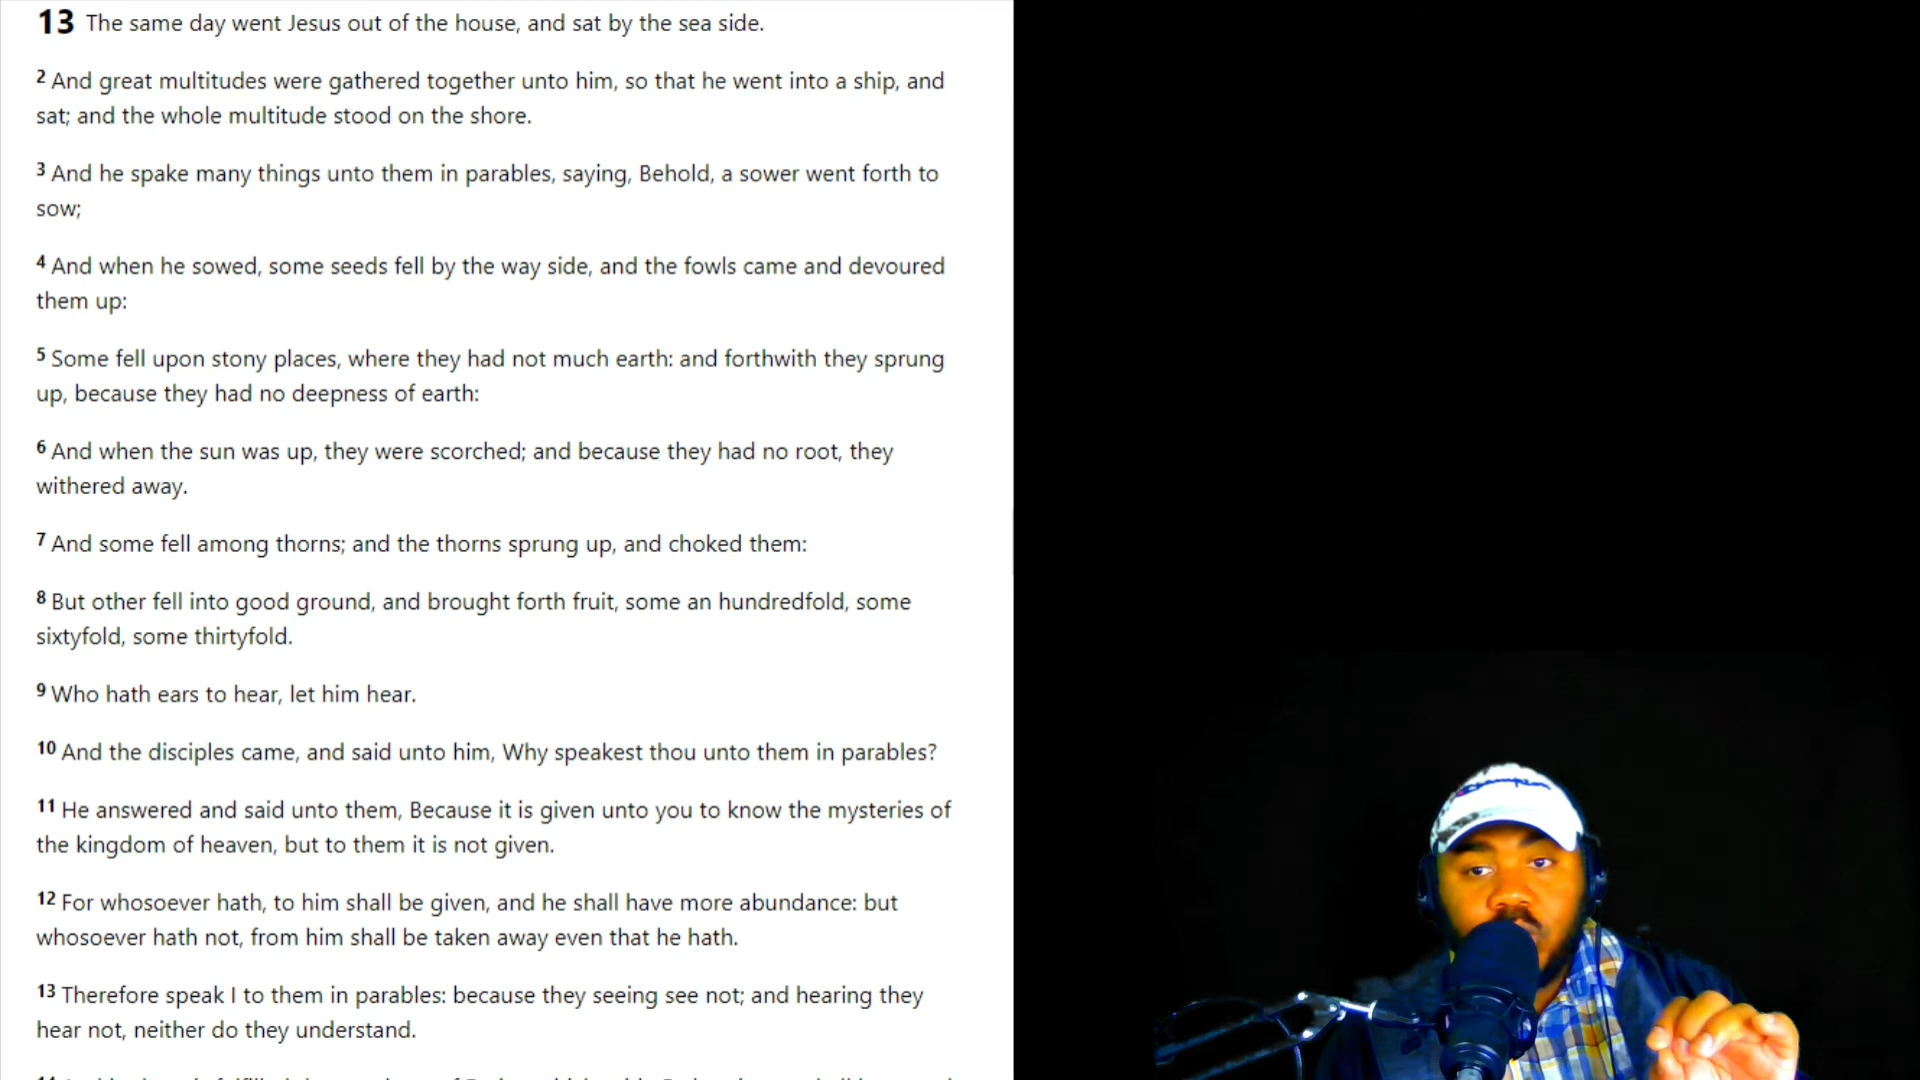 13 The same day went Jesus out of the house, and sat by the sea side.
2 And great multitudes were gathered together unto him, so that he went into a ship, and
sat; and the whole multitude stood on the shore.
3 And he spake many things unto them in parables, saying, Behold, a sower went forth to
sow;
4 And when he sowed, some seeds fell by the way side, and the fowls came and devoured
them up:
5 Some fell upon stony places, where they had not much earth: and forthwith they sprung
up, because they had no deepness of earth:
6 And when the sun was up, they were scorched; and because they had no root, they
withered away.
7 And some fell among thorns; and the thorns sprung up, and choked them:
8 But other fell into good ground, and brought forth fruit, some an hundredfold, some
sixtyfold, some thirtyfold.
9 Who hath ears to hear, let him hear.
10 And the disciples came, and said unto him, Why speakest thou unto them in parables?
11 He answered and said unto them, Because it is given unto you to know the mysteries of
the kingdom of heaven, but to them it is not given.
12 For whosoever hath, to him shall be given, and he shall have more abundance: but
whosoever hath not, from him shall be taken away even that he hath.
13 Therefore speak I to them in parables: because they seeing see not; and hearing they
hear not, neither do they understand.
Champion